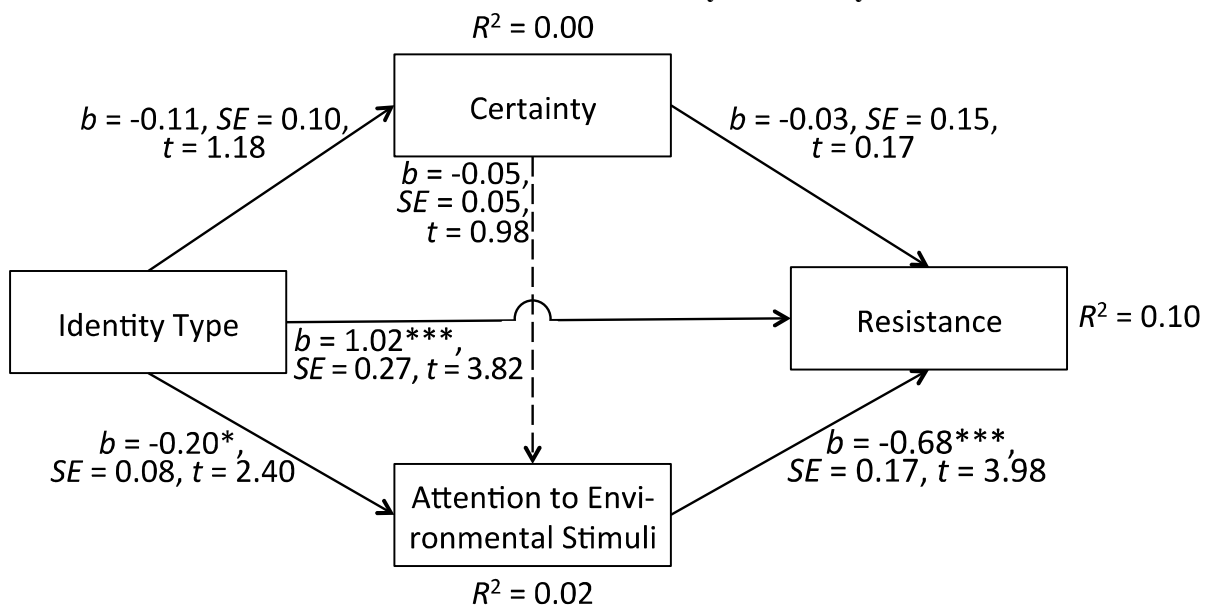 R² = 0.00
Certainty
b = -0.11, SE = 0.10,
t = 1.18
b = -0.03, SE = 0.15,
t = 0.17
b = -0.05,
SE = 0.05,
t = 0.98
Identity Type
Resistance
R² = 0.10
b = 1.02***,
SE = 0.27, t = 3.82
b = -0.20*,
SE = 0.08, t = 2.40
b = -0.68***,
SE = 0.17, t = 3.98
Attention to Envi-
ronmental Stimuli
R² = 0.02